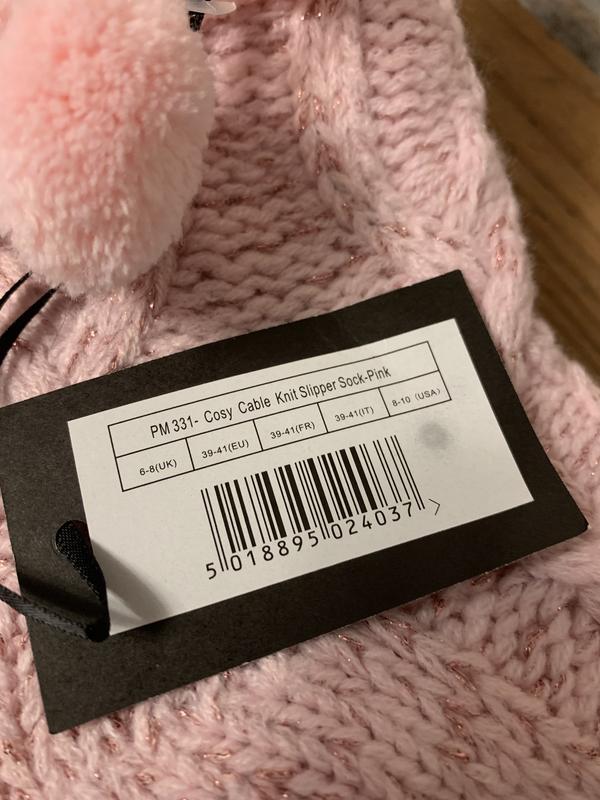 PM 331- Cosy Cable Knit Slipper Sock-Pink
6-8(UK) 39-41(EU) 39-41(FR) 39-41(IT) 8-10 (USA)
5 018895 024037 >